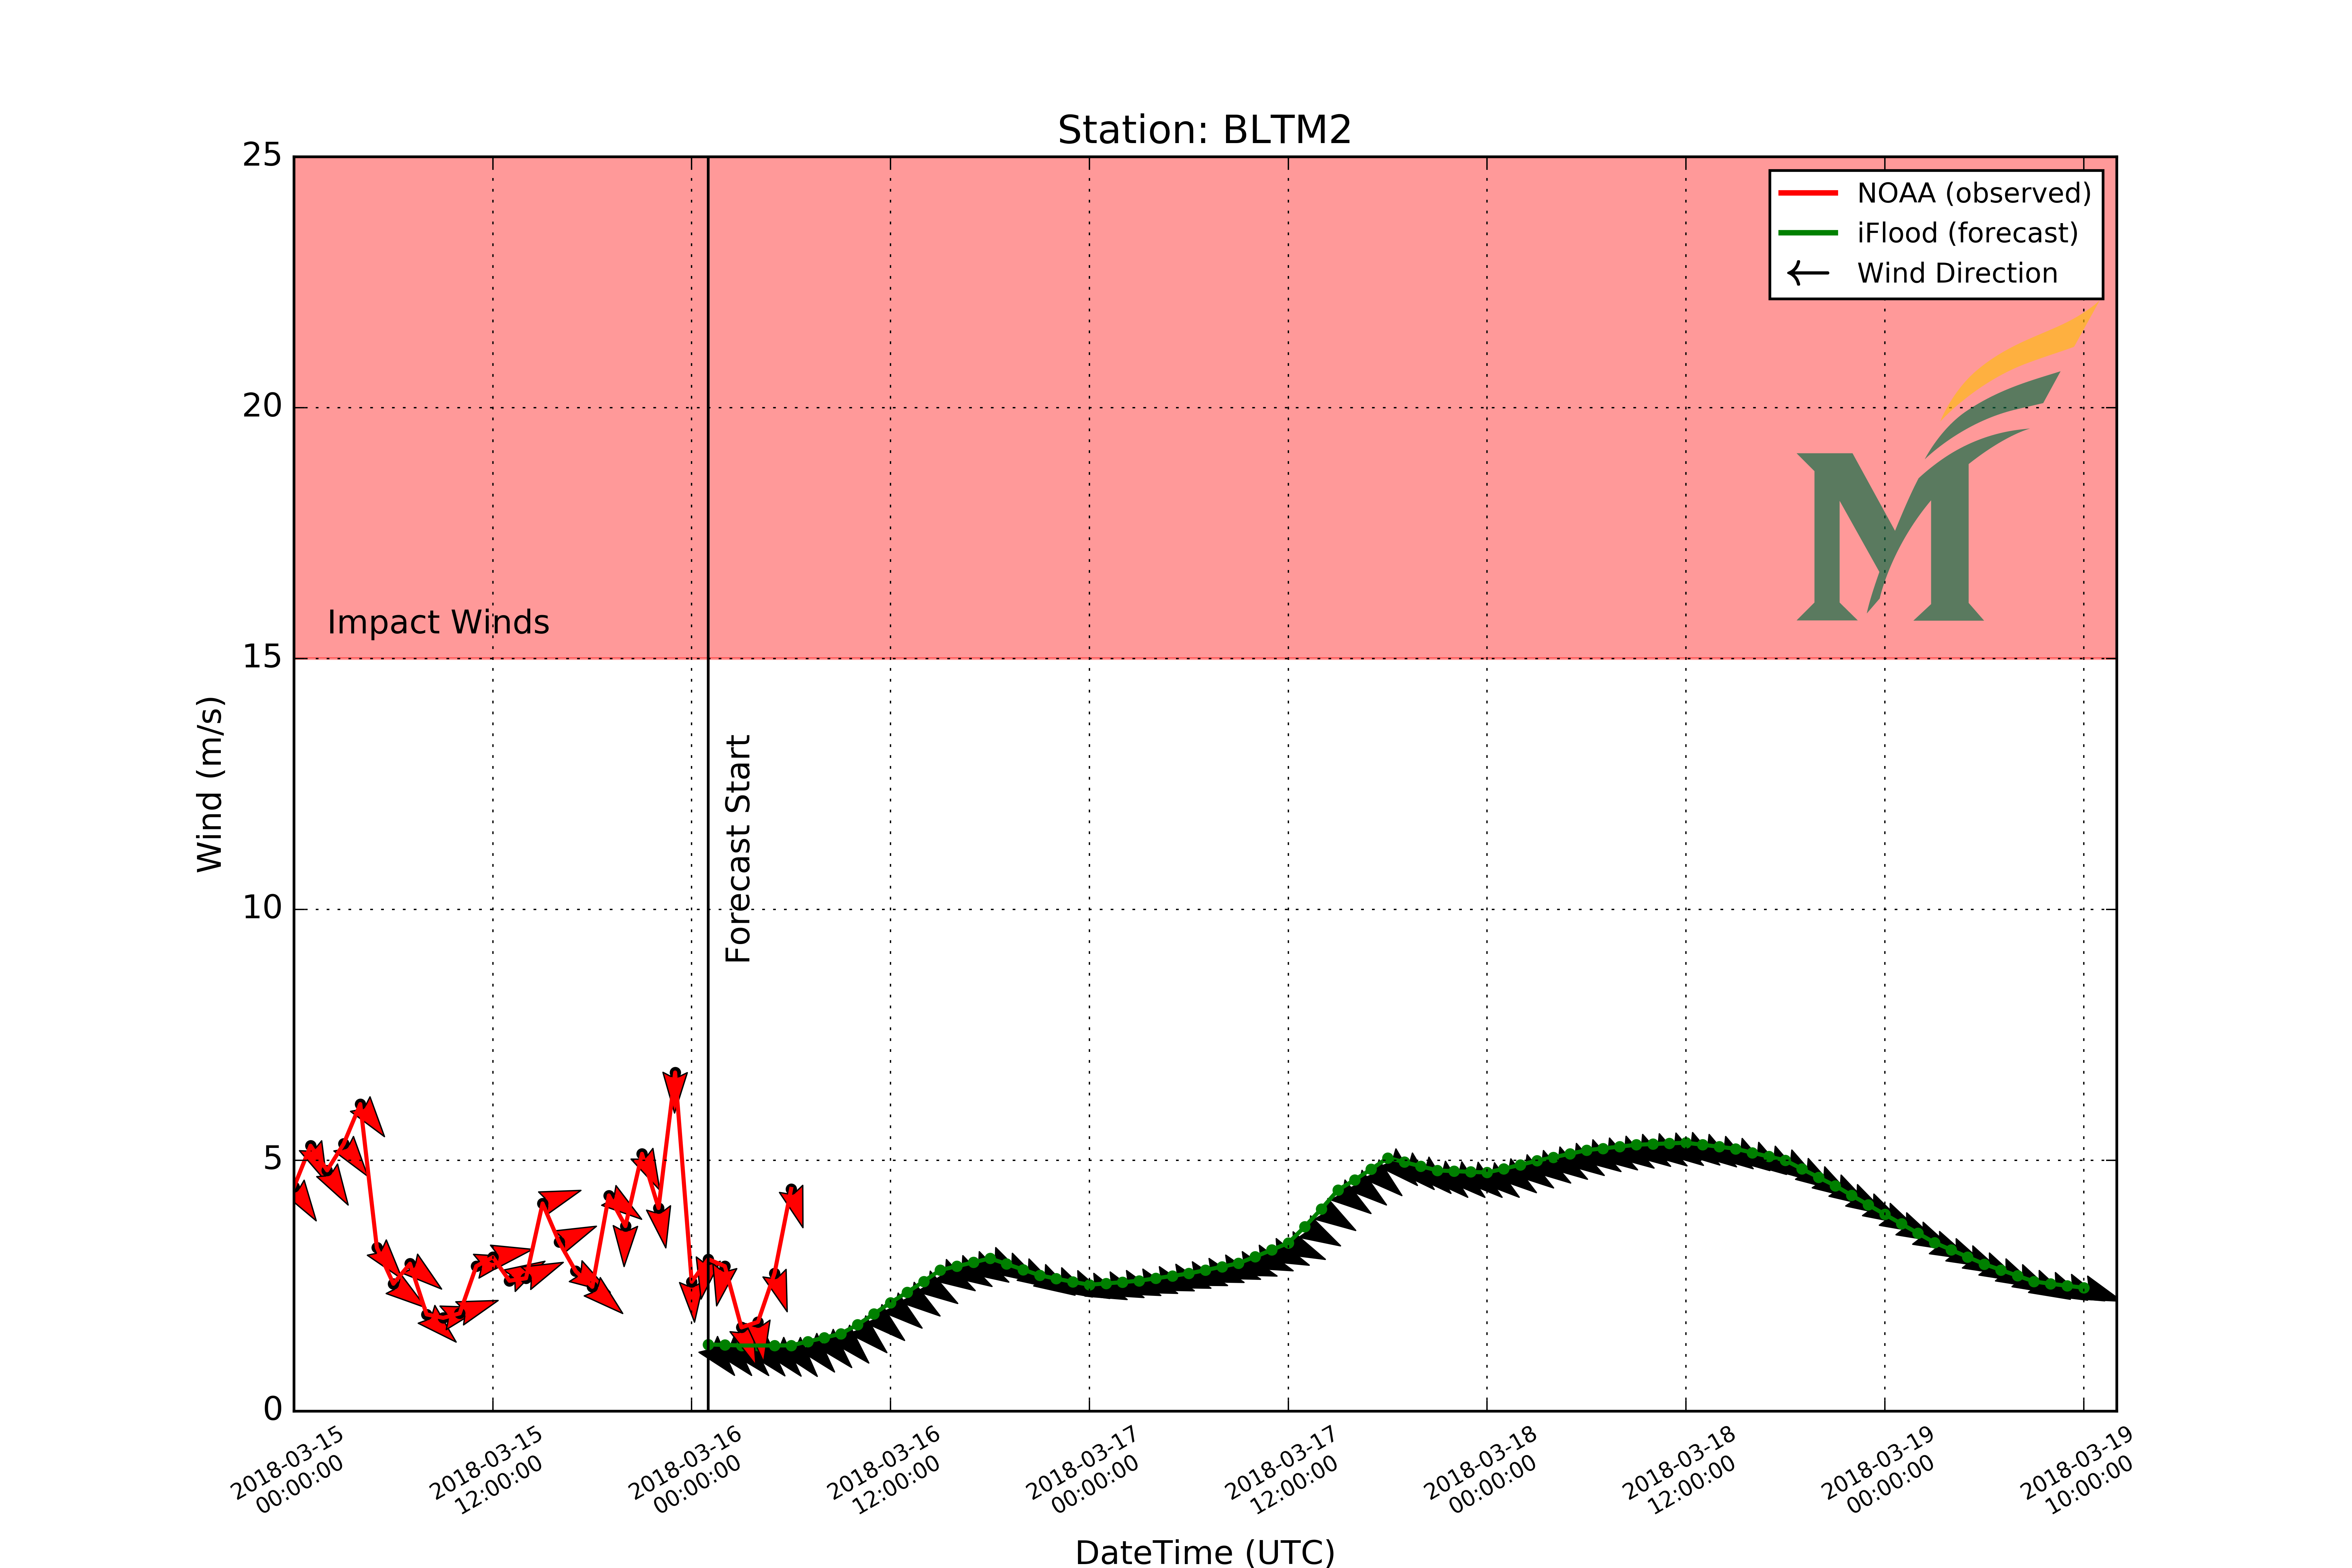 Station: BLTM2
25
20
15
10
5
0
Wind (m/s)
NOAA (observed)
iFlood (forecast)
Wind Direction
Impact Winds
Forecast Start
M
2018-03-15
00:00:00
2018-03-15
12:00:00
2018-03-16
00:00:00
2018-03-16
12:00:00
2018-03-17
00:00:00
2018-03-17
12:00:00
2018-03-18
00:00:00
2018-03-18
12:00:00
2018-03-19
00:00:00
2018-03-19
10:00:00
DateTime (UTC)